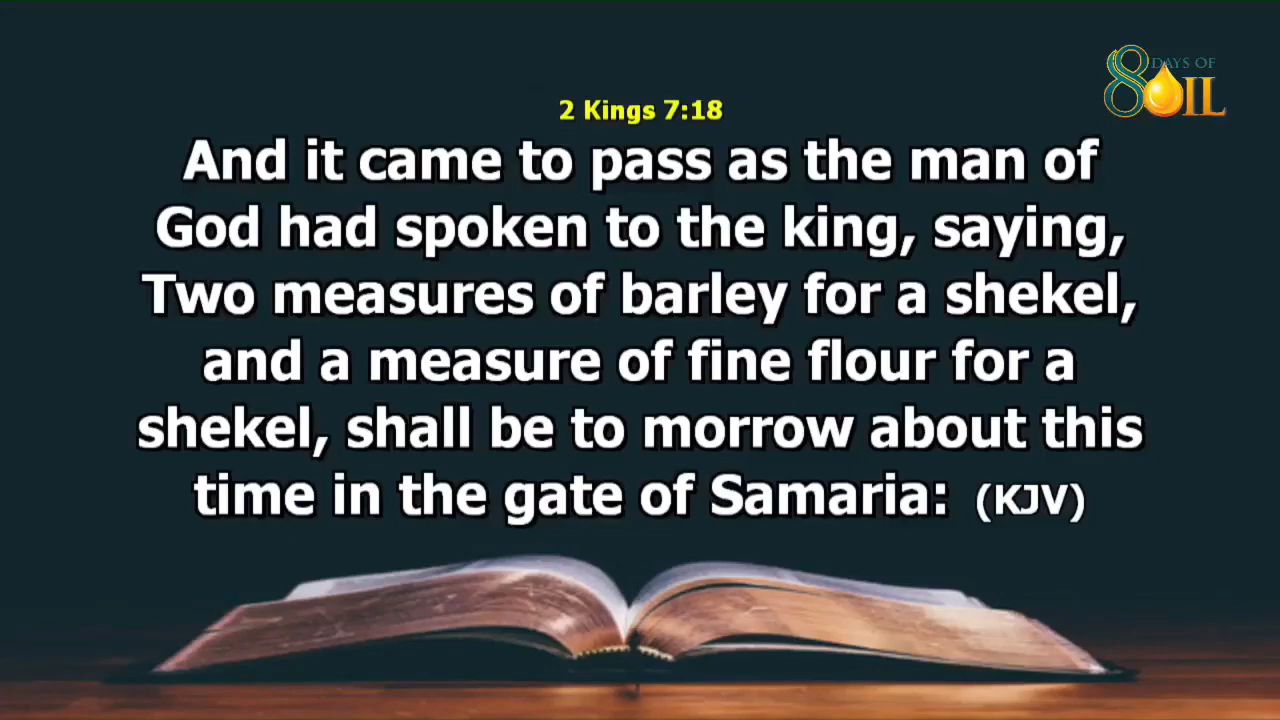 8 DAYS OF
OIL
2 Kings 7:18
And it came to pass as the man of
God had spoken to the king, saying,
Two measures of barley for a shekel,
and a measure of fine flour for a
shekel, shall be to morrow about this
time in the gate of Samaria: (KJV)